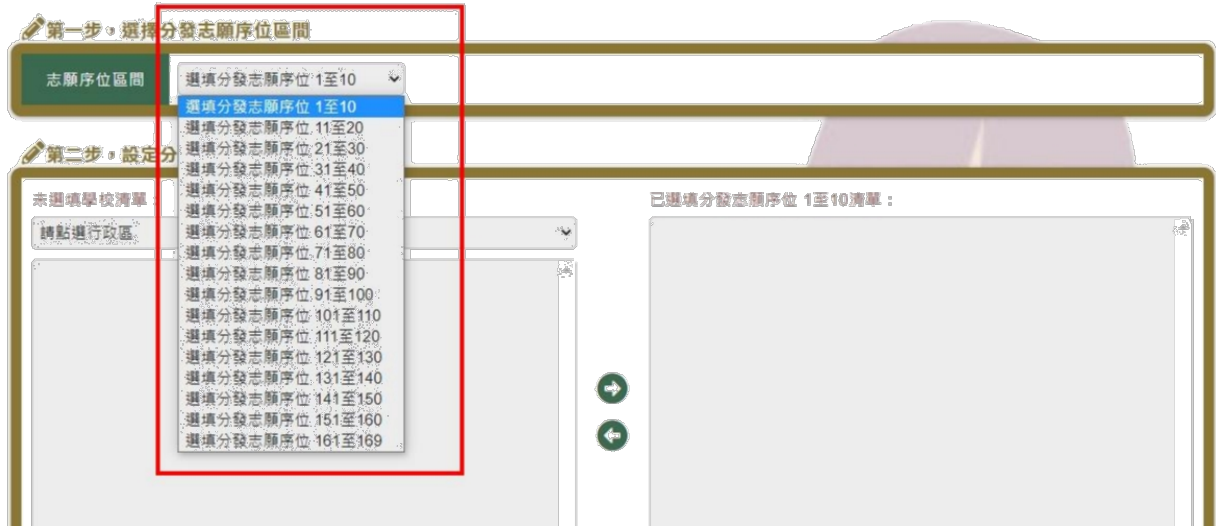 第一步，選擇分發志願序位區間
志願序位區間
選填分發志願序位 1至10
選填分發志願序位 1至10
選填分發志願序位 11至20
選填分發志願序位 21至30
選填分發志願序位 31至40
選填分發志願序位 41至50
選填分發志願序位 51至60
選填分發志願序位 61至70
選填分發志願序位 71至80
選填分發志願序位 81至90
選填分發志願序位 91至100
選填分發志願序位 101至110
選填分發志願序位 111至120
選填分發志願序位 121至130
選填分發志願序位 131至140
選填分發志願序位 141至150
選填分發志願序位 151至160
選填分發志願序位 161至169
第二步，設定分
未選填學校清單：
請點選行政區
已選填分發志願序位 1至10清單：